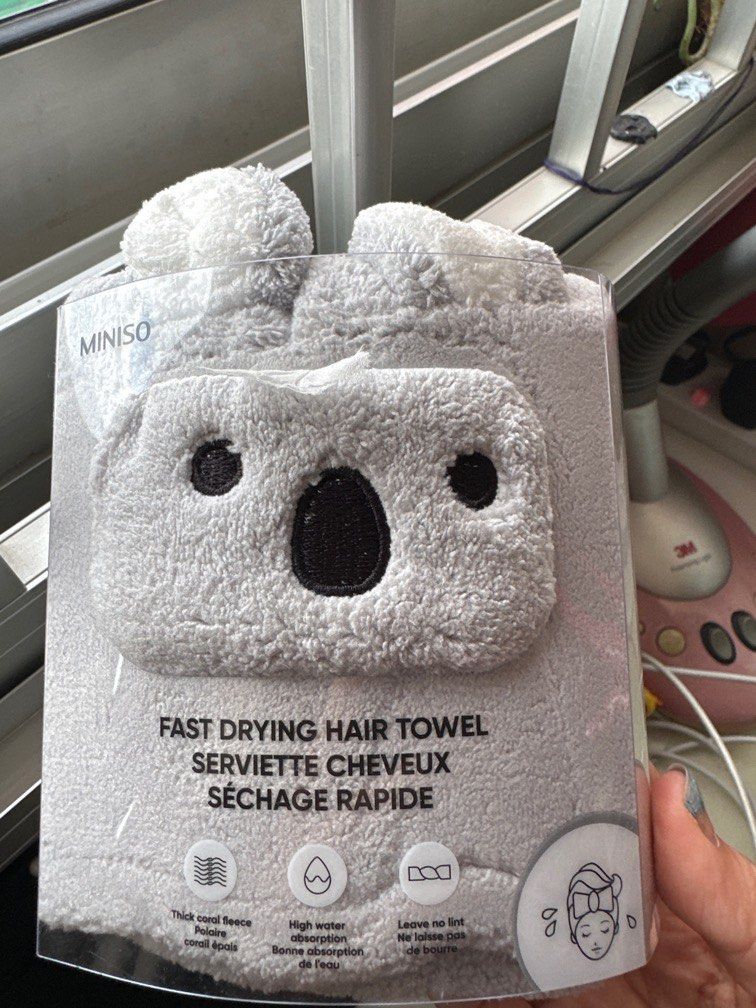 MINISO
FAST DRYING HAIR TOWEL
SERVIETTE CHEVEUX
SÉCHAGE RAPIDE
Thick coral fleece
Polaire
corail épais
High water
absorption
Bonne absorption
de l'eau
Leave no lint
Ne laisse pas
de bourre
3M